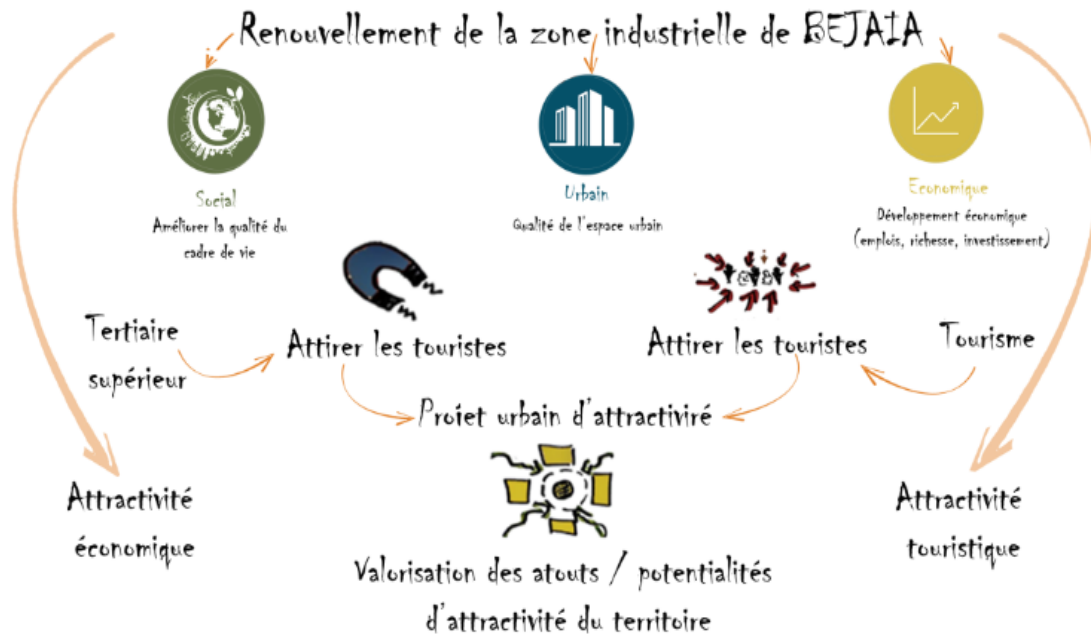 Renouvellement de la zone industrielle de BEJAIA
Social
Améliorer la qualité du
cadre de vie
Urbain
Qualité de l'espace urbain
Economique
Développement économique
(emplois, richesse, investissement)
Tertiaire
supérieur
Attirer les touristes
Attirer les touristes
Tourisme
Projet urbain d'attractiviré
Attractivité
économique
Attractivité
touristique
Valorisation des atouts / potentialités
d'attractivité du territoire